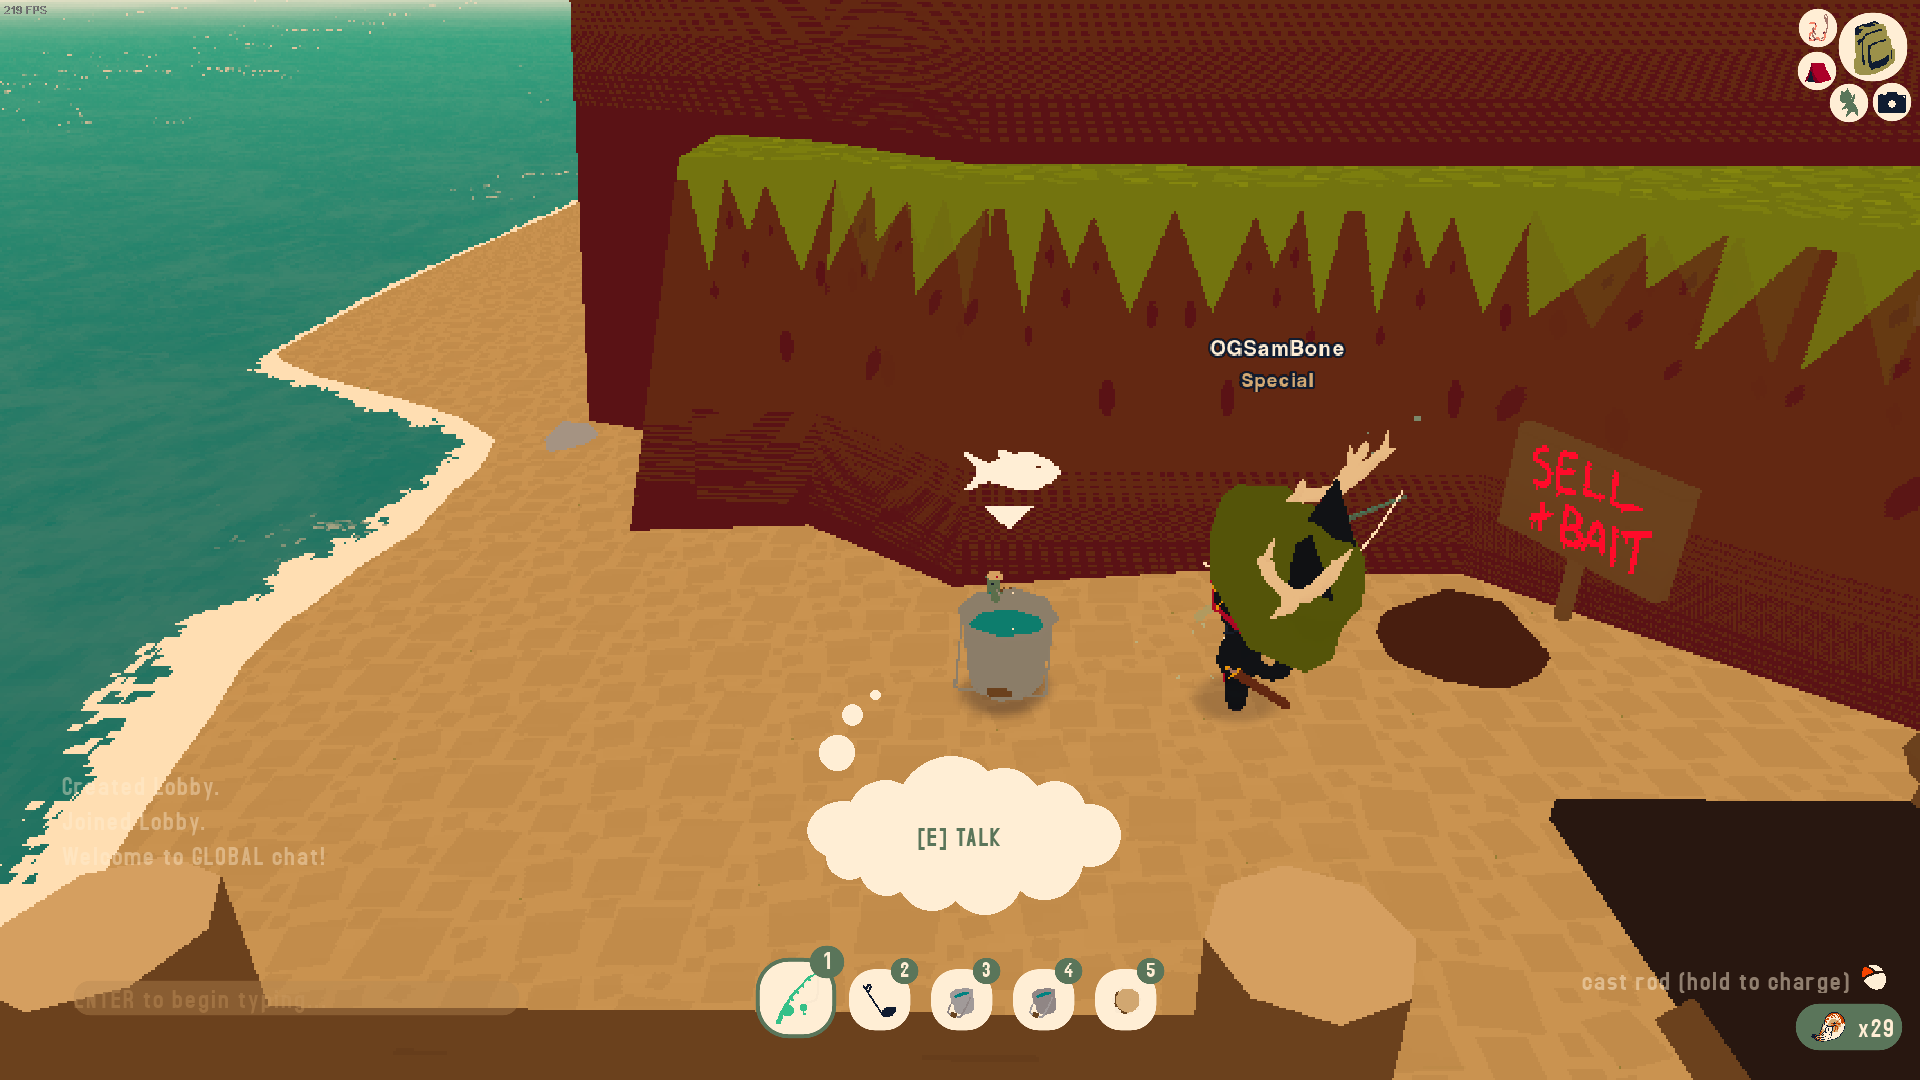 219 FPS
OGSamBone
Special
SELL
+ BAIT
Created Lobby.
Joined Lobby.
Welcome to GLOBAL chat!
[E] TALK
1
2
3
4
5
ENTER to begin typing...
cast rod (hold to charge)
x29